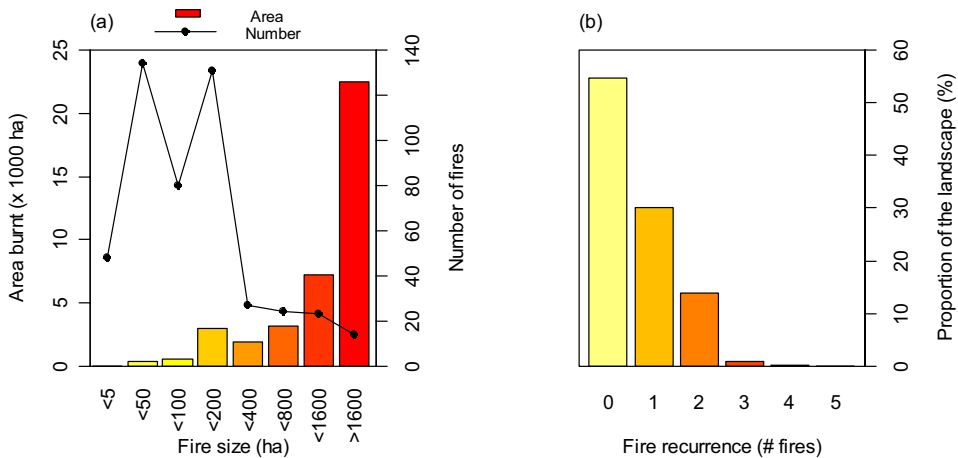 (a)
Area
Number
Area burnt (x 1000 ha)
25
20
15
10
5
0
140
120
100
80
60
40
20
0
Number of fires
<5
<50
<100
<200
<400
<800
<1600
>1600
Fire size (ha)
(b)
60
50
40
30
20
10
0
Proportion of the landscape (%)
0 1 2 3 4 5
Fire recurrence (# fires)